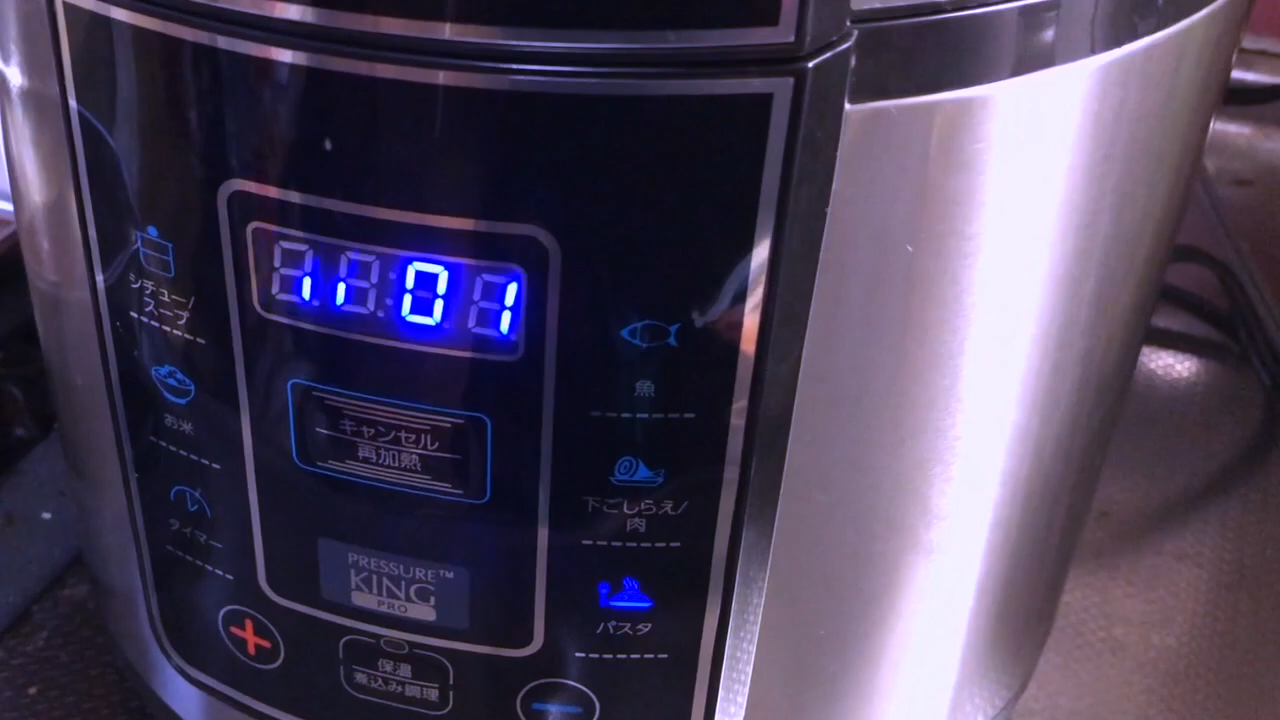 01
シチュー/
スープ
お米
タイマー
キャンセル
再加熱
魚
下ごしらえ/
肉
パスタ
PRESSURE™
KING
PRO
保温
煮込み調理